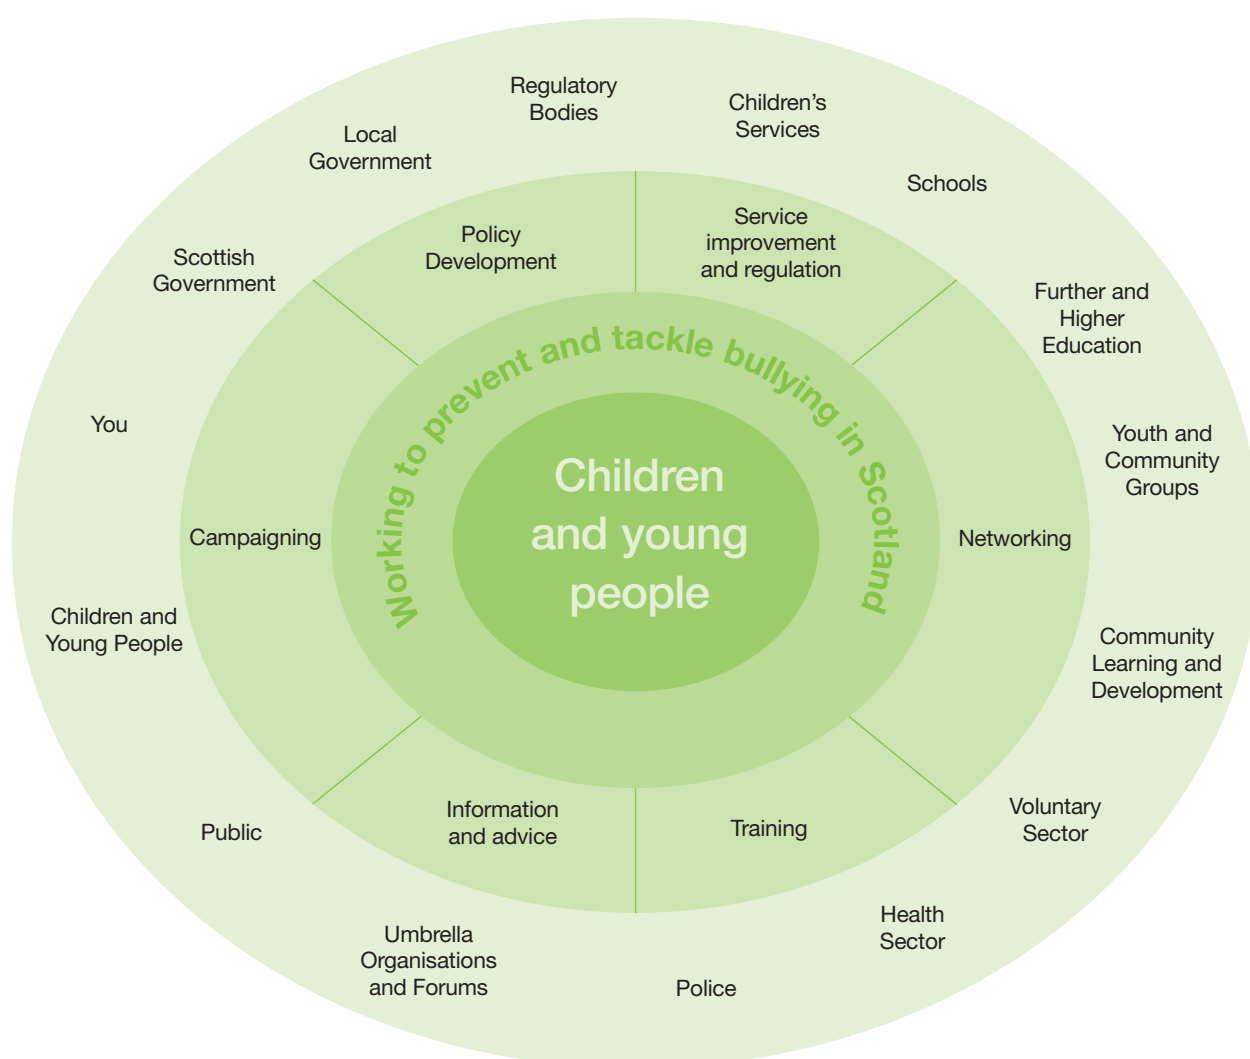 Regulatory
Bodies
Children’s
Services
Local
Government
Schools
Scottish
Government
Policy
Development
Service
improvement
and regulation
Further and
Higher
Education
You
Youth and
Community
Groups
Working to prevent and tackle bullying in Scotland
Children
and young
people
Campaigning
Networking
Children and
Young People
Community
Learning and
Development
Public
Information
and advice
Training
Voluntary
Sector
Umbrella
Organisations
and Forums
Police
Health
Sector